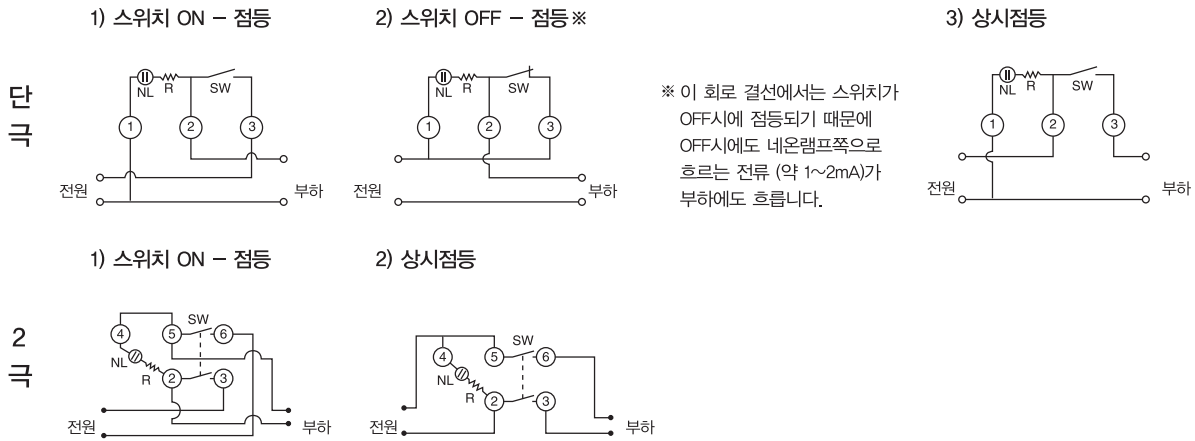 1) 스위치 ON – 점등
2) 스위치 OFF – 점등※
3) 상시점등
단극
NL
R
SW
1
2
3
전원
부하
NL
R
SW
1
2
3
※ 이 회로 결선에서는 스위치가
OFF시에 점등되기 때문에
OFF시에도 네온램프쪽으로
흐르는 전류 (약 1~2mA)가
부하에도 흐릅니다.
NL
R
SW
1
2
3
전원
부하
1) 스위치 ON – 점등
2) 상시점등
2극
SW
4
5
6
NL
R
2
3
전원
부하
SW
4
5
6
NL
R
2
3
전원
부하